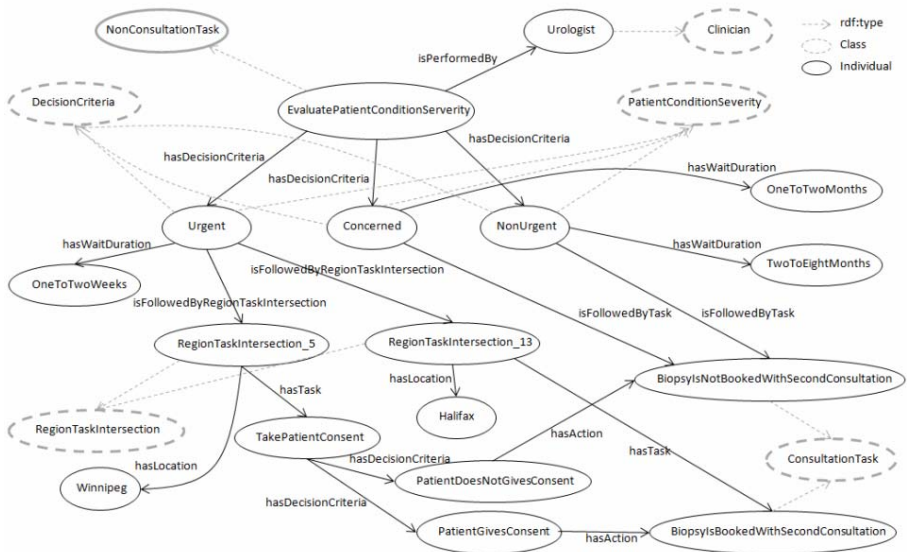 NonConsultationTask
Urologist
Clinician
rdf:type
Class
Individual
isPerformedBy
DecisionCriteria
EvaluatePatientConditionServerity
PatientConditionSeverity
hasDecisionCriteria
hasDecisionCriteria
hasDecisionCriteria
hasWaitDuration
OneToTwoMonths
Urgent
Concerned
NonUrgent
hasWaitDuration
hasWaitDuration
TwoToEightMonths
isFollowedByRegionTaskIntersection
OneToTwoWeeks
isFollowedByRegionTaskIntersection
isFollowedByTask
isFollowedByTask
RegionTaskIntersection_5
RegionTaskIntersection_13
BiopsyIsNotBookedWithSecondConsultation
hasLocation
hasTask
Halifax
RegionTaskIntersection
TakePatientConsent
hasAction
hasTask
ConsultationTask
hasDecisionCriteria
hasLocation
Winnipeg
PatientDoesNotGivesConsent
hasDecisionCriteria
PatientGivesConsent
hasAction
BiopsyIsBookedWithSecondConsultation